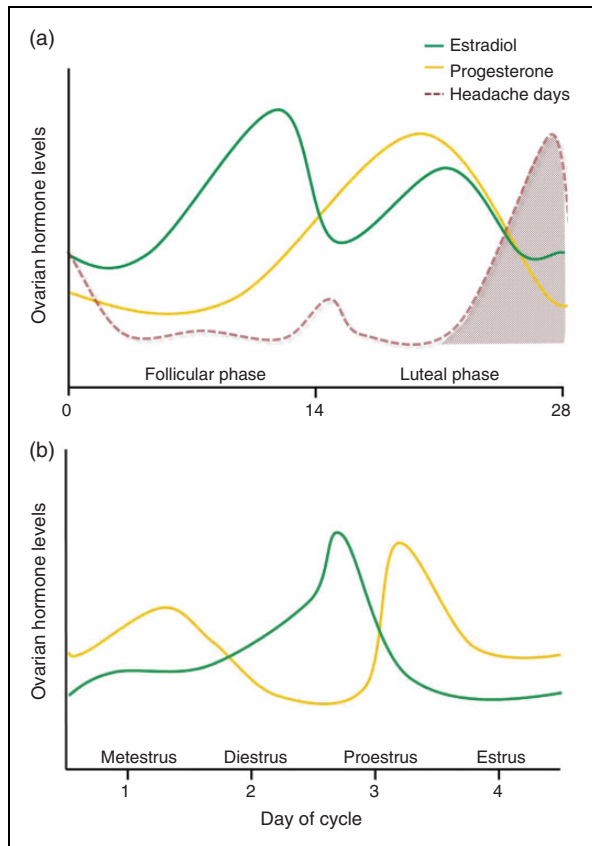 (a)
Estradiol
Progesterone
Headache days
Ovarian hormone levels
Follicular phase
Luteal phase
0
14
28
(b)
Ovarian hormone levels
Metestrus
Diestrus
Proestrus
Estrus
1
2
3
4
Day of cycle